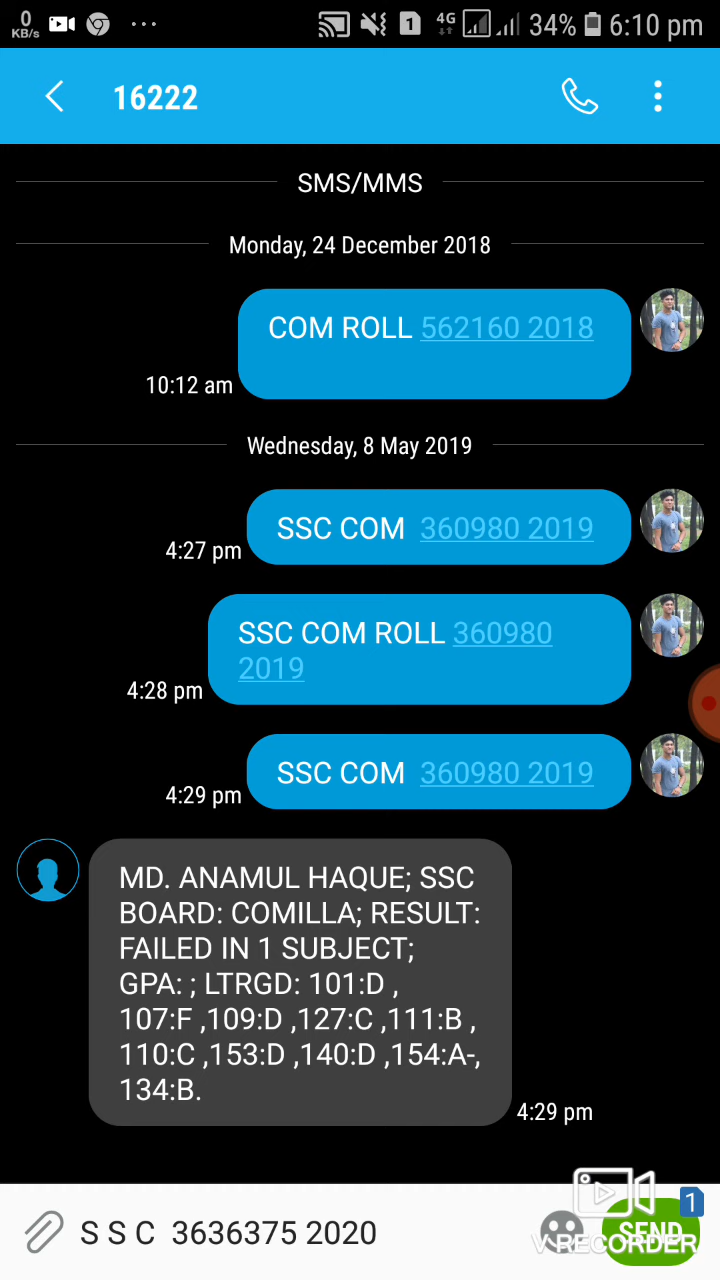 0
KB/s
1
4G
34%
6:10 pm
16222
SMS/MMS
Monday, 24 December 2018
COM ROLL 562160 2018
10:12 am
Wednesday, 8 May 2019
SSC COM 360980 2019
4:27 pm
SSC COM ROLL 360980
2019
4:28 pm
SSC COM 360980 2019
4:29 pm
MD. ANAMUL HAQUE; SSC
BOARD: COMILLA; RESULT:
FAILED IN 1 SUBJECT;
GPA: ; LTRGD: 101:D ,
107:F ,109:D ,127:C ,111:B ,
110:C ,153:D ,140:D ,154:A-,
134:B.
4:29 pm
S S C 3636375 2020
1
SEND
V RECORDER